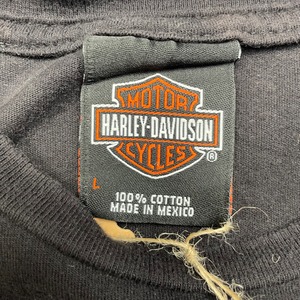 MOTOR
HARLEY-DAVIDSON
CYCLES
®
L
100% COTTON
MADE IN MEXICO